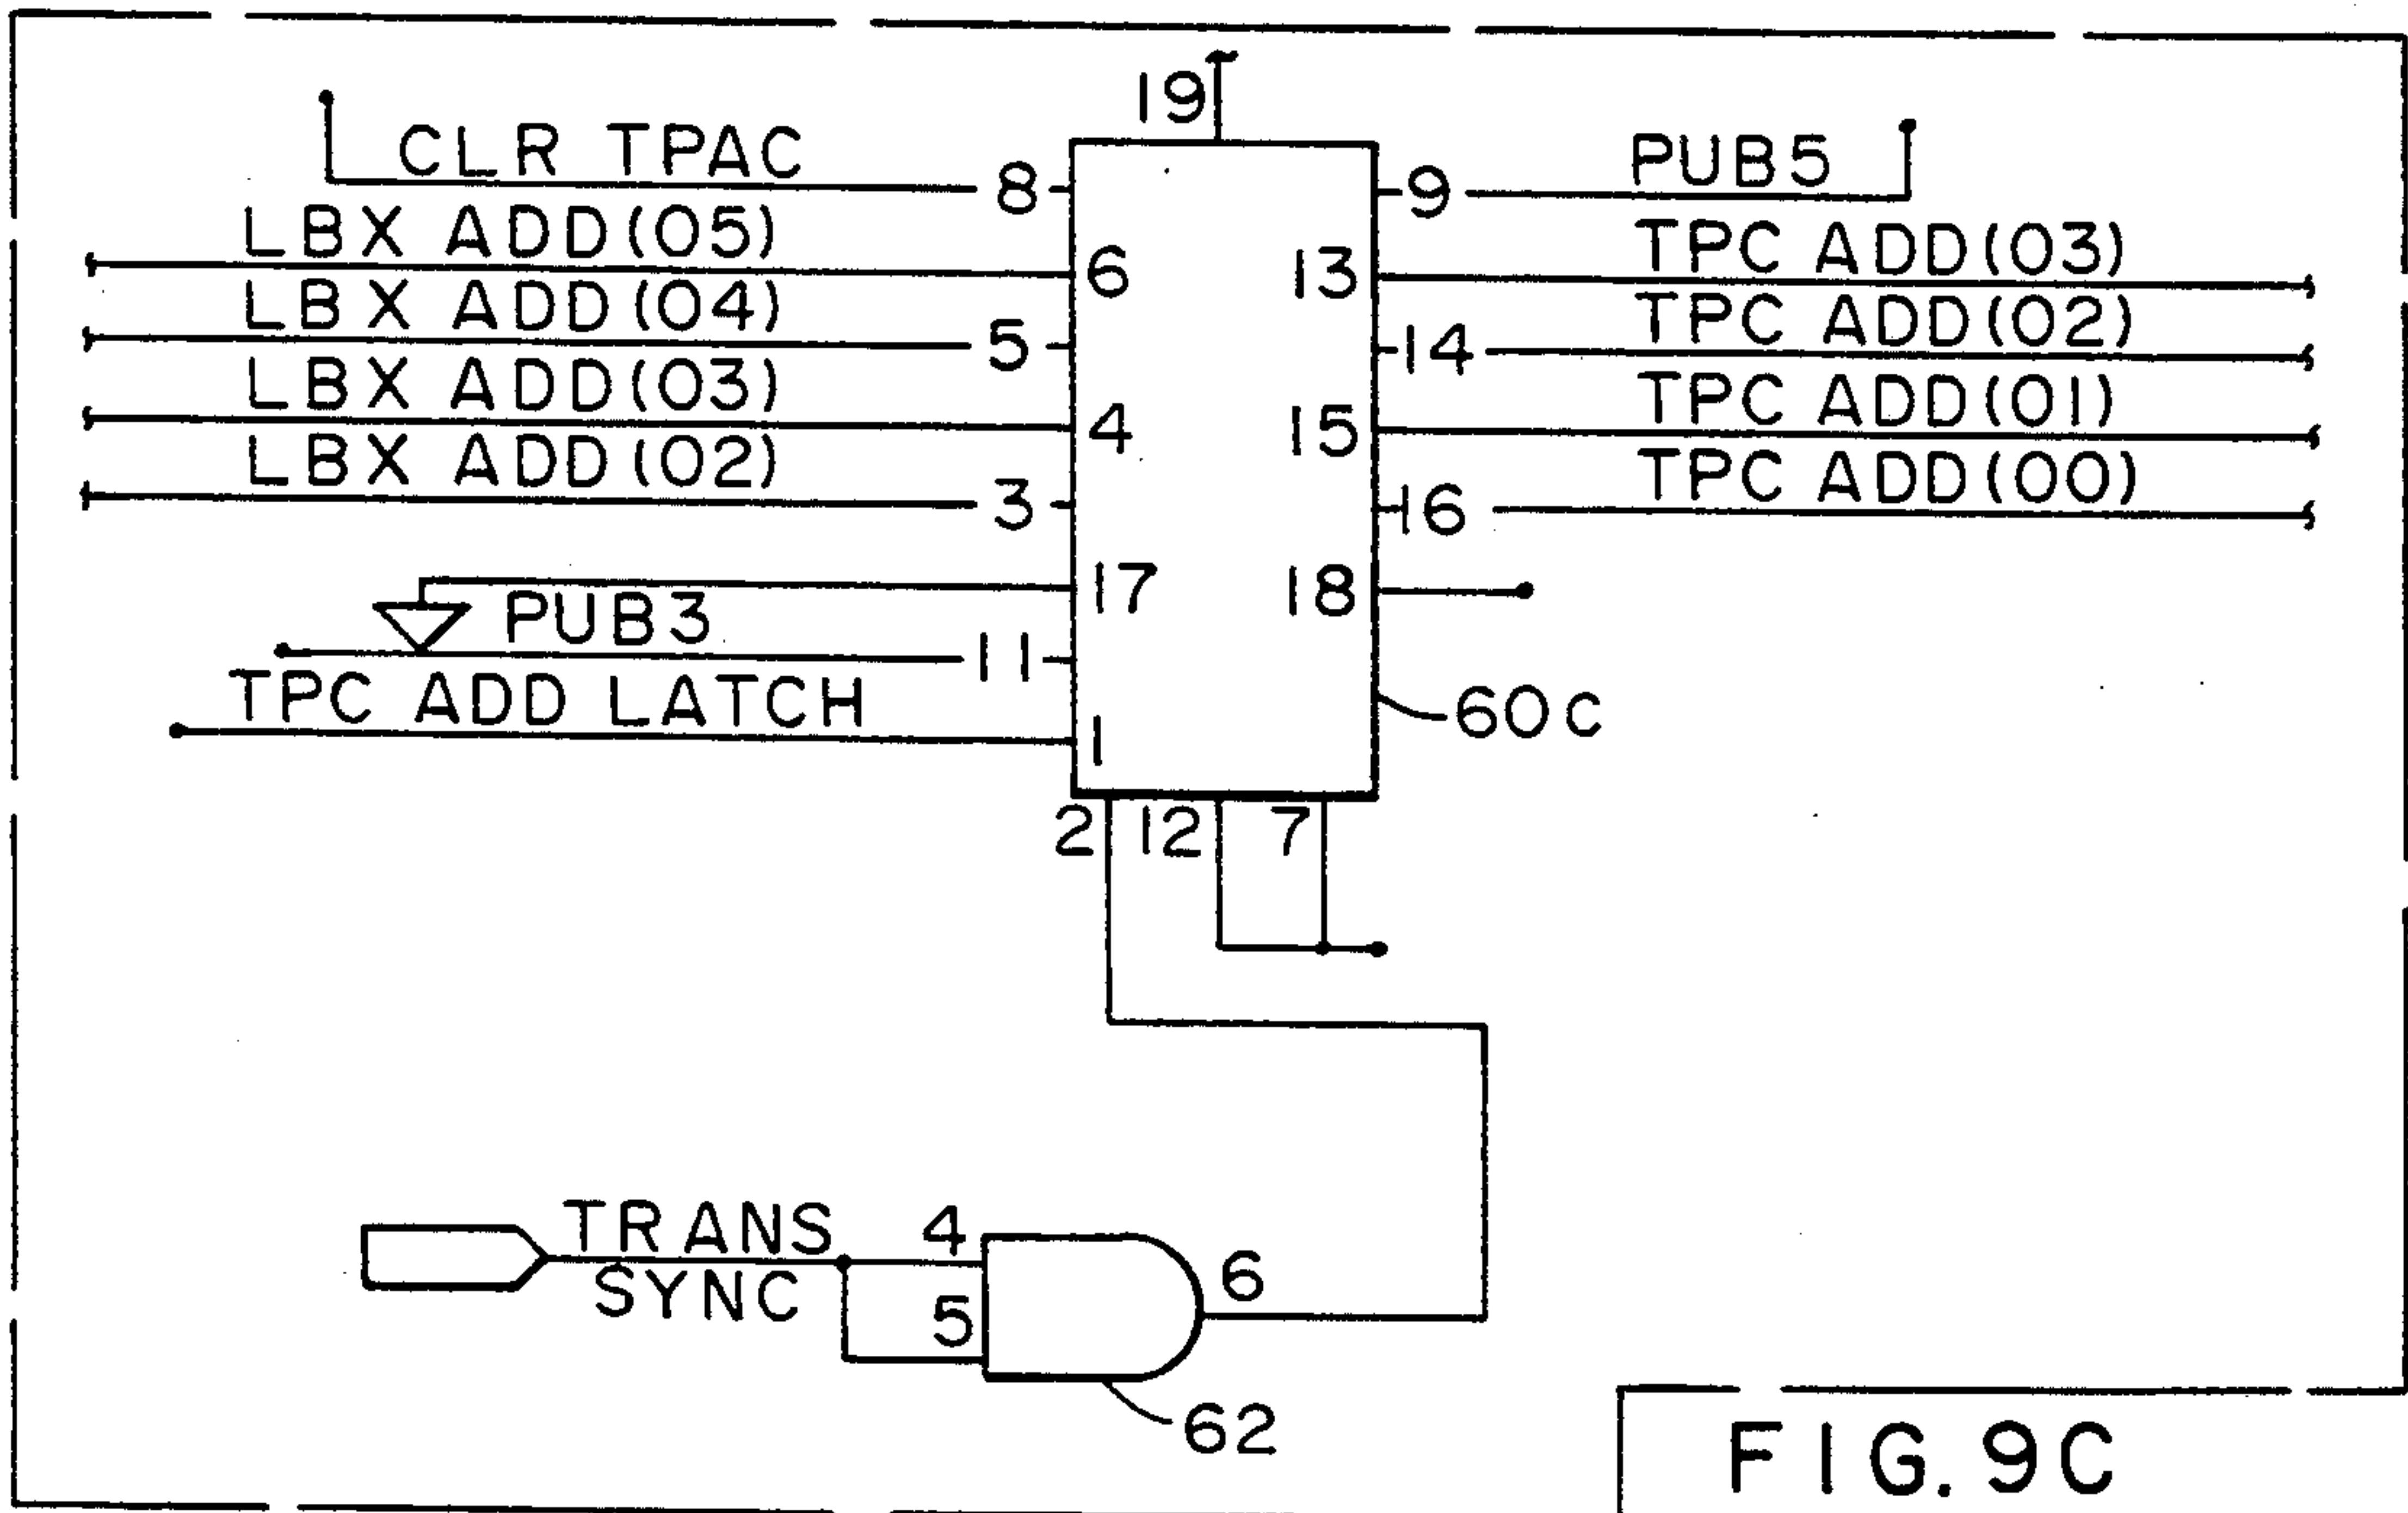 19
CLR TPAC 8 9 PUB5
LBX ADD(05) 6 13 TPC ADD(03)
LBX ADD(04) 5 14 TPC ADD(02)
LBX ADD(03) 4 15 TPC ADD(01)
LBX ADD(02) 3 16 TPC ADD(00)
17 18
PUB3 11
TPC ADD LATCH 1 60C
2 12 7
TRANS 4
SYNC 5 6
62
FIG. 9C